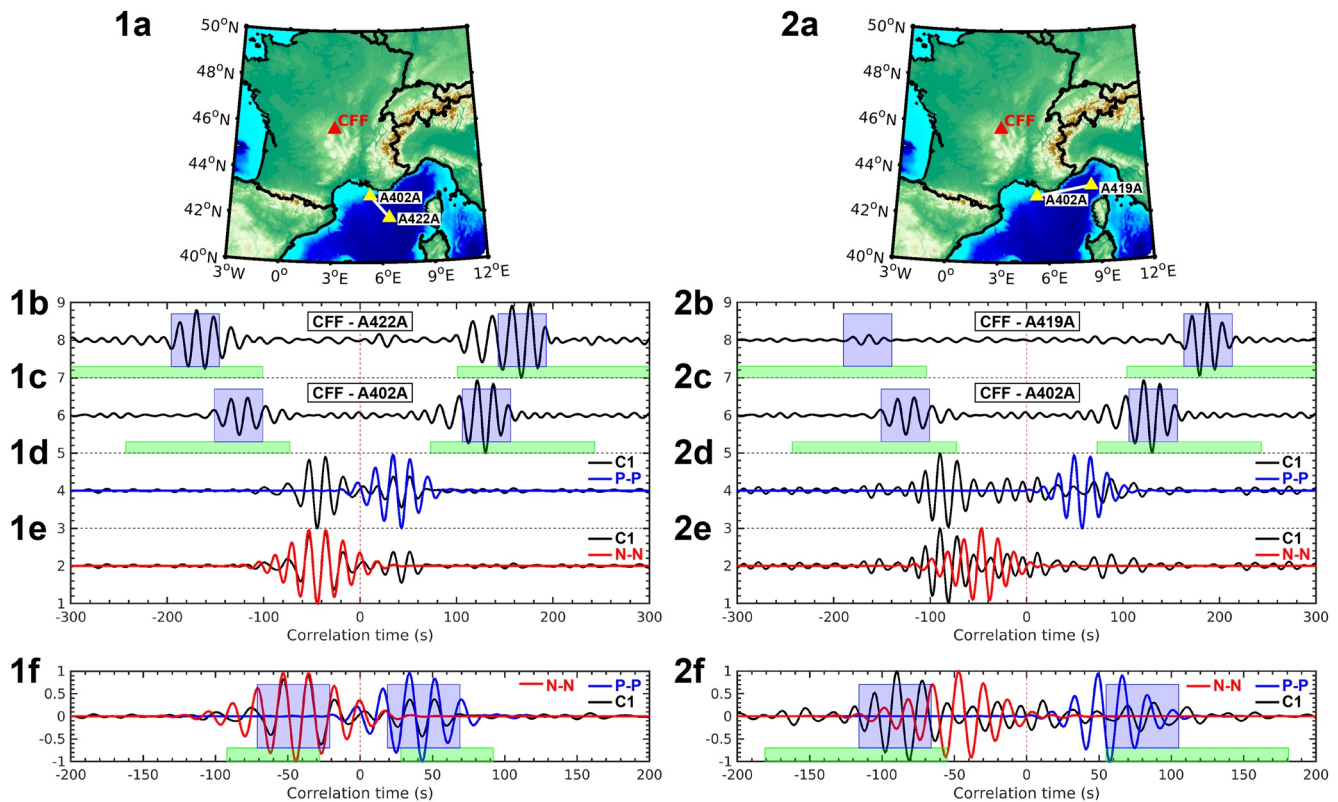 1a
50°N
48°N
46°N
44°N
42°N
40°N
3°W 0° 3°E 6°E 9°E 12°E
CFF
A402A
A422A
2a
50°N
48°N
46°N
44°N
42°N
40°N
3°W 0° 3°E 6°E 9°E 12°E
CFF
A419A
A402A
1b
CFF - A422A
1c
CFF - A402A
1d
C1
P-P
1e
C1
N-N
9
8
7
6
5
4
3
2
1
-300 -200 -100 0 100 200 300
Correlation time (s)
2b
CFF - A419A
2c
CFF - A402A
2d
C1
P-P
2e
C1
N-N
9
8
7
6
5
4
3
2
1
-300 -200 -100 0 100 200 300
Correlation time (s)
1f
N-N P-P
C1
1
0.5
0
-0.5
-1
-200 -150 -100 -50 0 50 100 150 200
Correlation time (s)
2f
N-N P-P
C1
1
0.5
0
-0.5
-1
-200 -150 -100 -50 0 50 100 150 200
Correlation time (s)